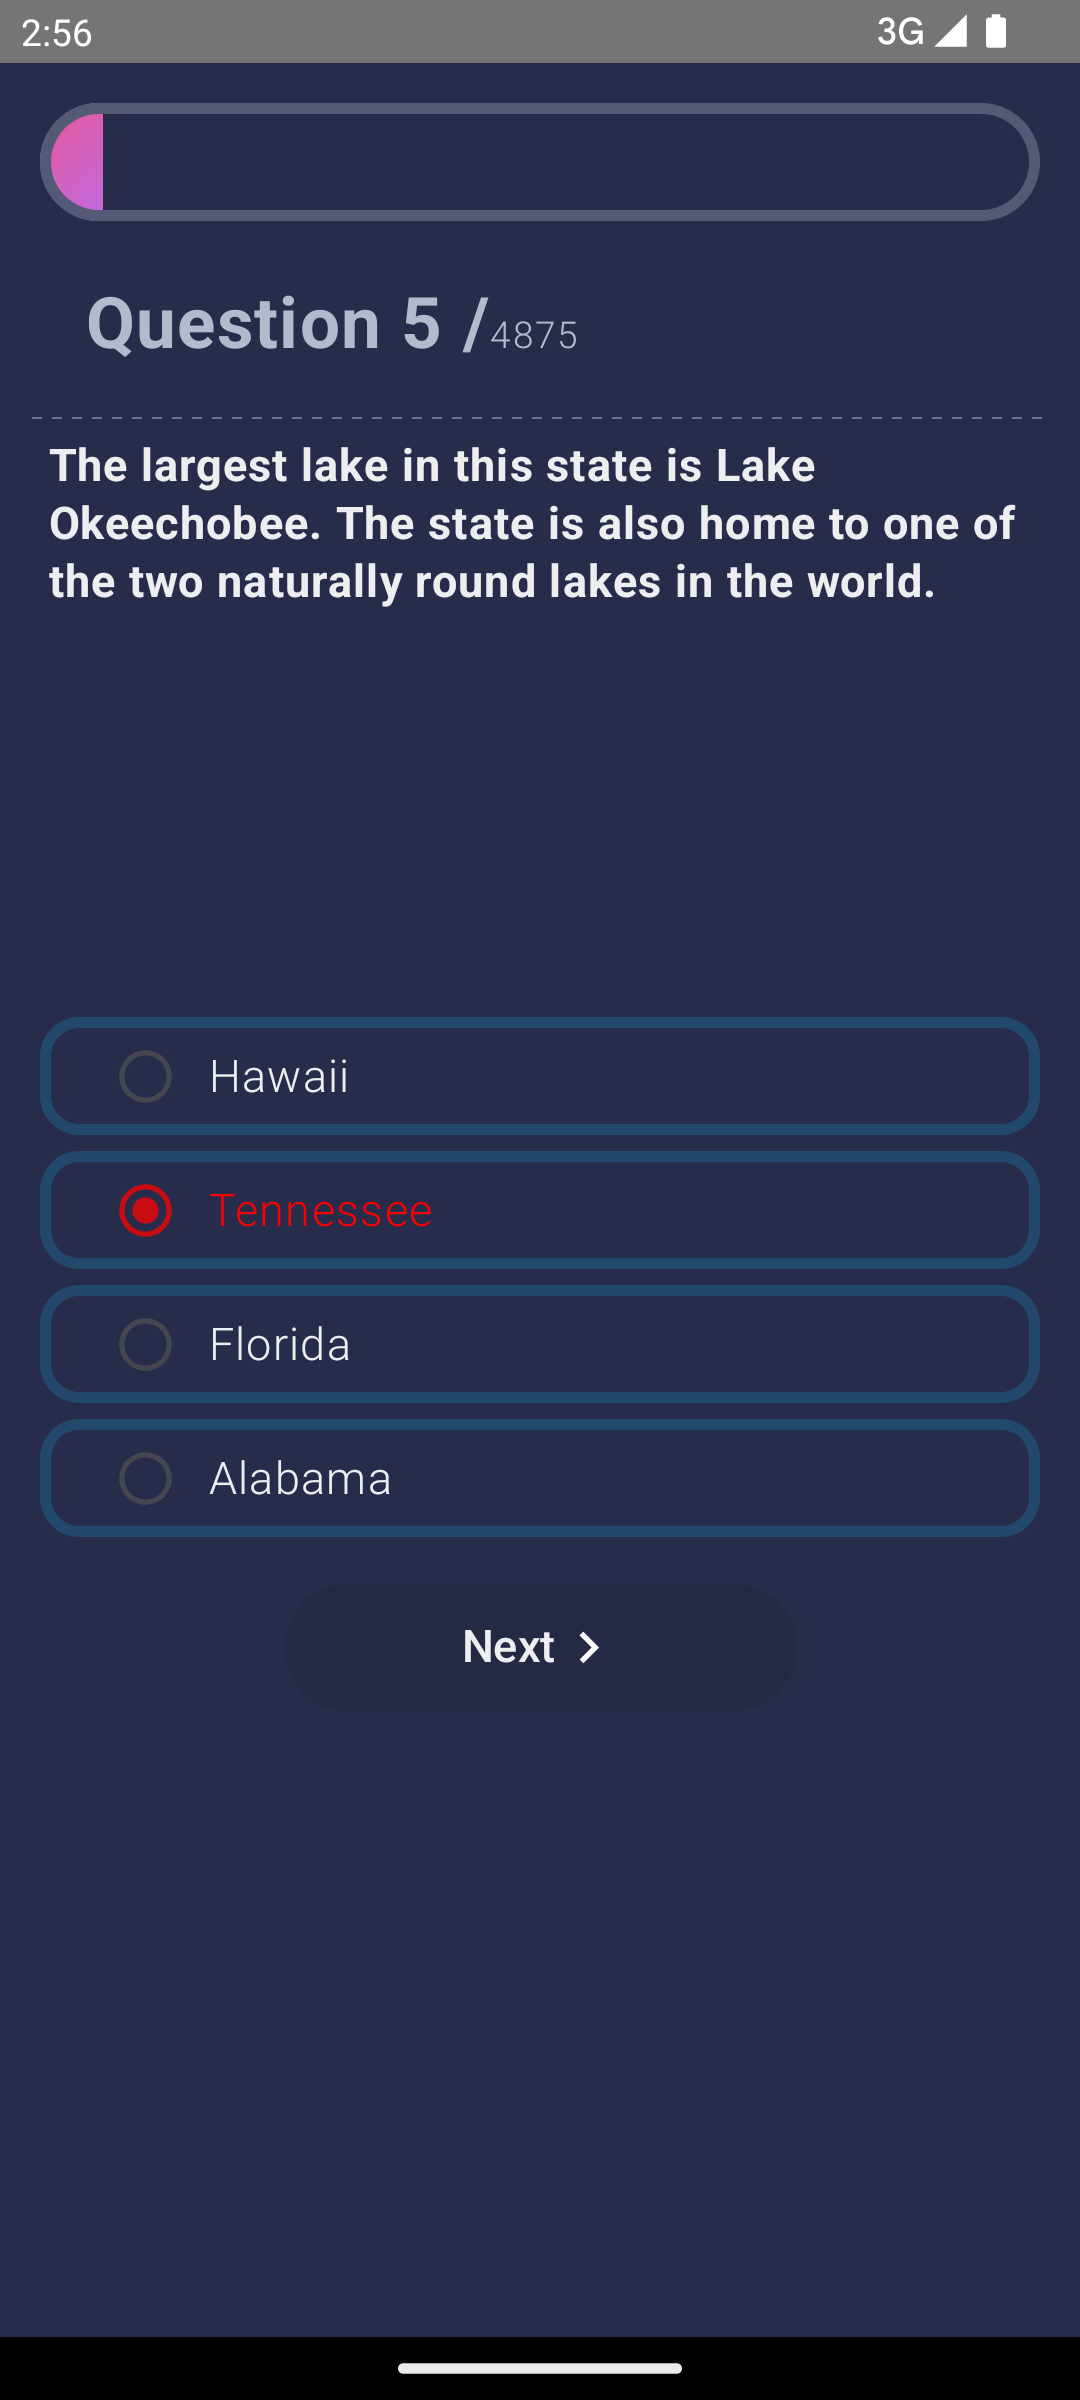 2:56 3G
Question 5 /4875
The largest lake in this state is Lake
Okeechobee. The state is also home to one of
the two naturally round lakes in the world.
Hawaii
Tennessee
Florida
Alabama
Next